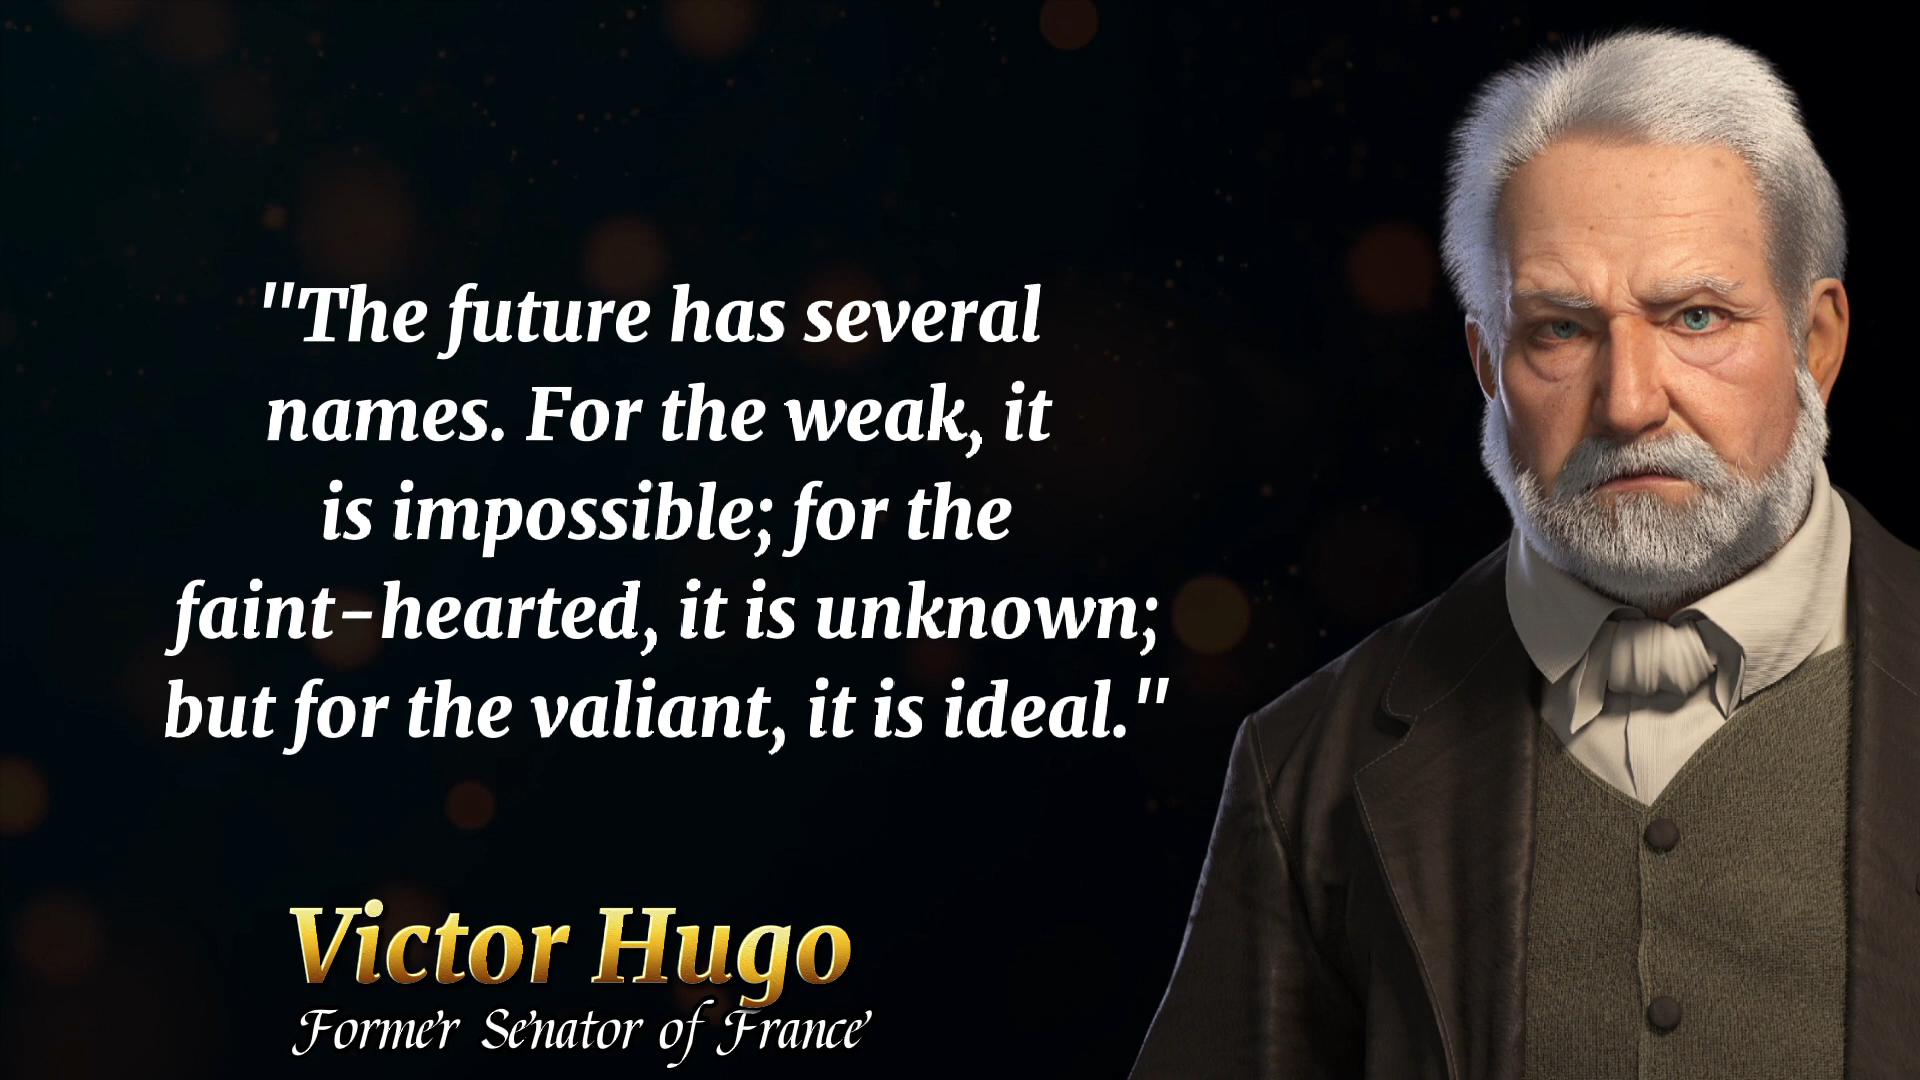 "The future has several
names. For the weak, it
is impossible; for the
faint-hearted, it is unknown;
but for the valiant, it is ideal."
Victor Hugo
Former Senator of France